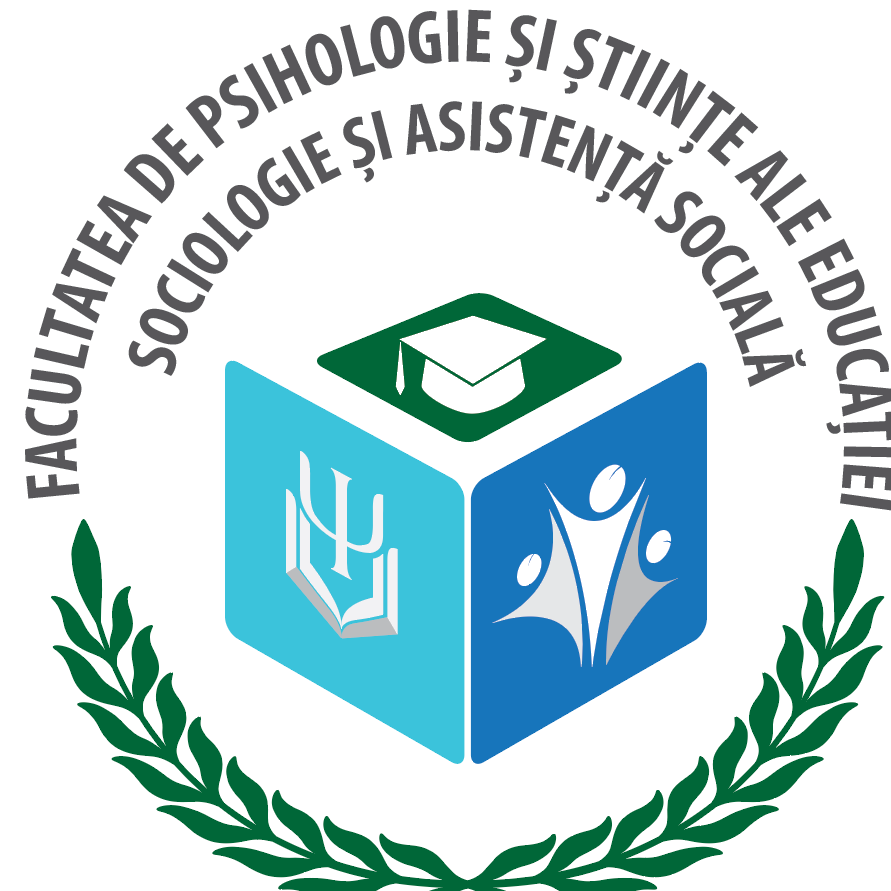 FACULTATEA DE PSIHOLOGIE ȘI ȘTIINȚE ALE EDUCAȚIEI
SOCIOLOGIE ȘI ASISTENȚĂ SOCIALĂ
Ψ